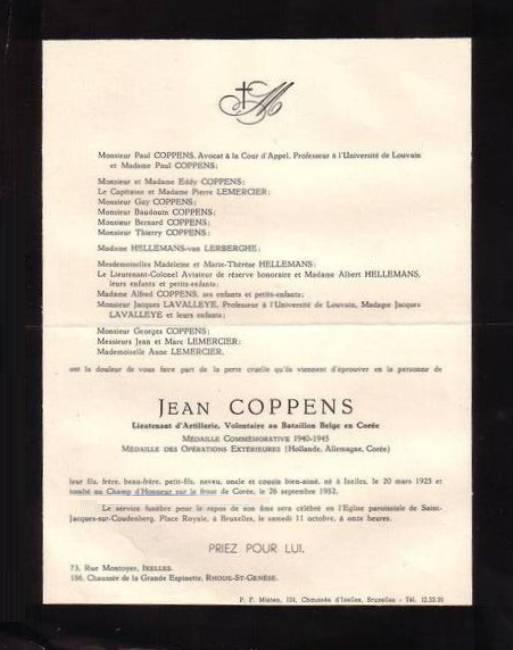 Monsieur Paul COPPENS, Avocat à la Cour d'Appel, Professeur à l'Université de Louvain
et Madame Paul COPPENS;
Monsieur et Madame Eddy COPPENS;
Le Capitaine et Madame Pierre LEMERCIER;
Monsieur Guy COPPENS;
Monsieur Baudouin COPPENS;
Monsieur Bernard COPPENS;
Monsieur Thierry COPPENS;
Madame HELLEMANS-van LERBERGHE;
Mesdemoiselles Madeleine et Marie-Thérèse HELLEMANS;
Le Lieutenant-Colonel Aviateur de réserve honoraire et Madame Albert HELLEMANS,
leurs enfants et petits-enfants;
Madame Alfred COPPENS, ses enfants et petits-enfants;
Monsieur Jacques LAVALLEYE, Professeur à l'Université de Louvain, Madame Jacques
LAVALLEYE et leurs enfants;
Monsieur Georges COPPENS;
Messieurs Jean et Marc LEMERCIER;
Mademoiselle Anne LEMERCIER,
ont la douleur de vous faire part de la perte cruelle qu'ils viennent d'éprouver en la personne de
JEAN COPPENS
Lieutenant d'Artillerie, Volontaire au Bataillon Belge en Corée
MÉDAILLE COMMÉMORATIVE 1940-1945
MÉDAILLE DES OPÉRATIONS EXTÉRIEURES (Hollande, Allemagne, Corée)
leur fils, frère, beau-frère, petit-fils, neveu, oncle et cousin bien-aimé, né à Ixelles, le 20 mars 1925 et
tombé au Champ d'Honneur sur le front de Corée, le 26 septembre 1952.
Le service funèbre pour le repos de son âme sera célébré en l'Eglise paroissiale de Saint-
Jacques-sur-Coudenberg, Place Royale, à Bruxelles, le samedi 11 octobre, à onze heures.
PRIEZ POUR LUI.
73, Rue Montoyer, IXELLES.
156, Chaussée de la Grande Espinette, RHODE-ST-GENÈSE.
P. F. Chaussée d'Ixelles, Bruxelles - Tél.